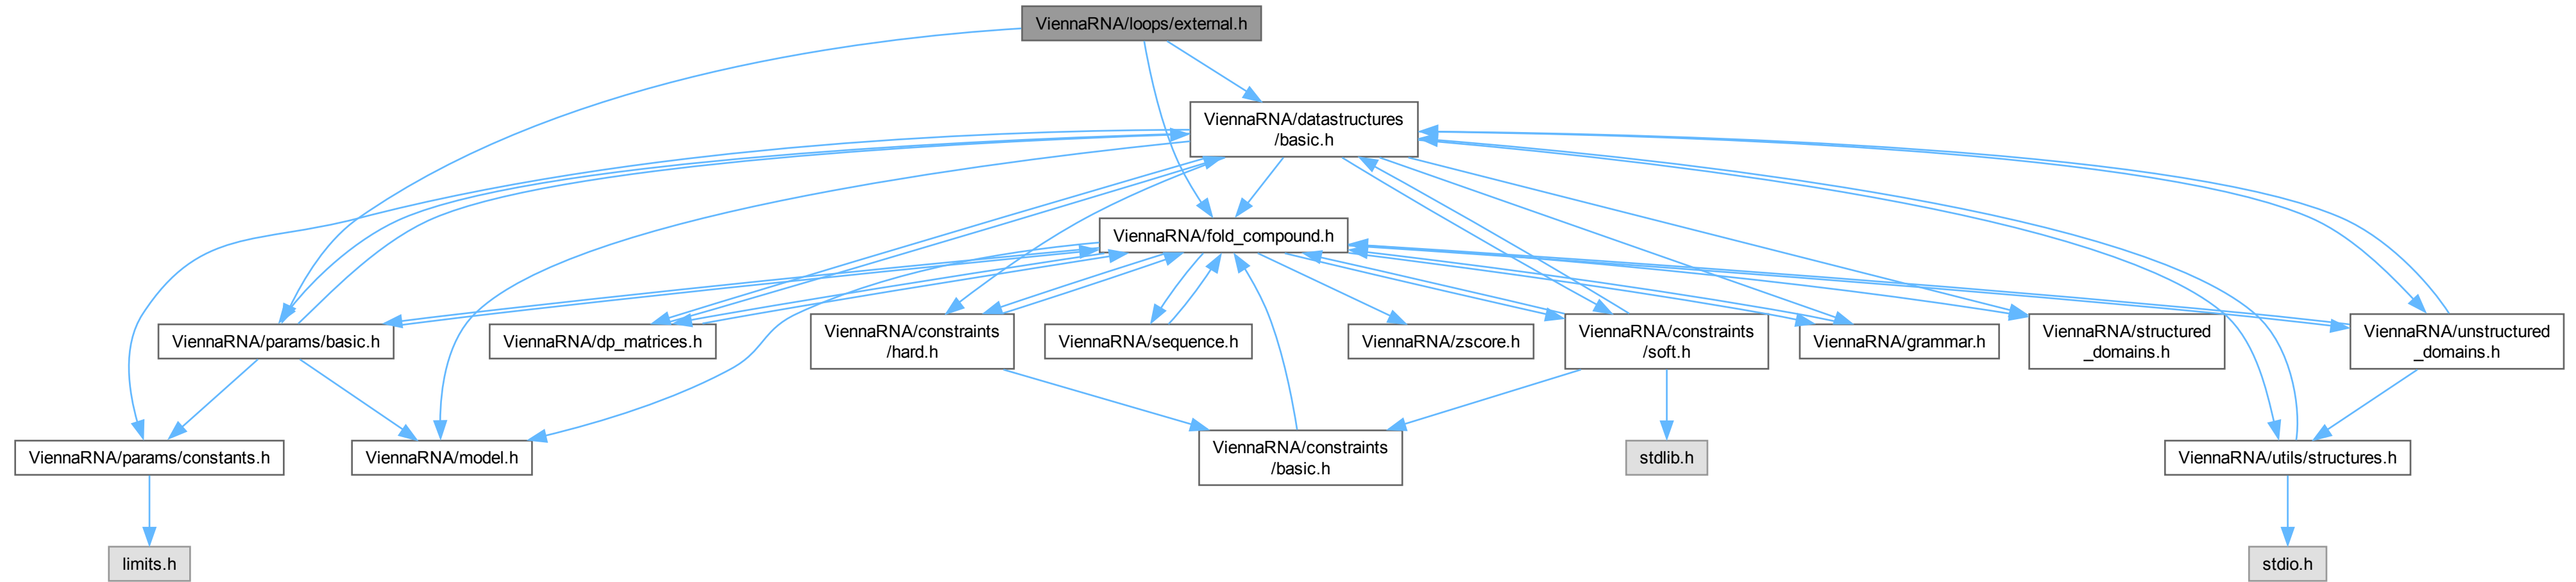 ViennaRNA/loops/external.h
ViennaRNA/datastructures
/basic.h
ViennaRNA/fold_compound.h
ViennaRNA/params/basic.h
ViennaRNA/dp_matrices.h
ViennaRNA/constraints
/hard.h
ViennaRNA/sequence.h
ViennaRNA/zscore.h
ViennaRNA/constraints
/soft.h
ViennaRNA/grammar.h
ViennaRNA/structured
_domains.h
ViennaRNA/unstructured
_domains.h
ViennaRNA/params/constants.h
ViennaRNA/model.h
ViennaRNA/constraints
/basic.h
stdlib.h
ViennaRNA/utils/structures.h
limits.h
stdio.h